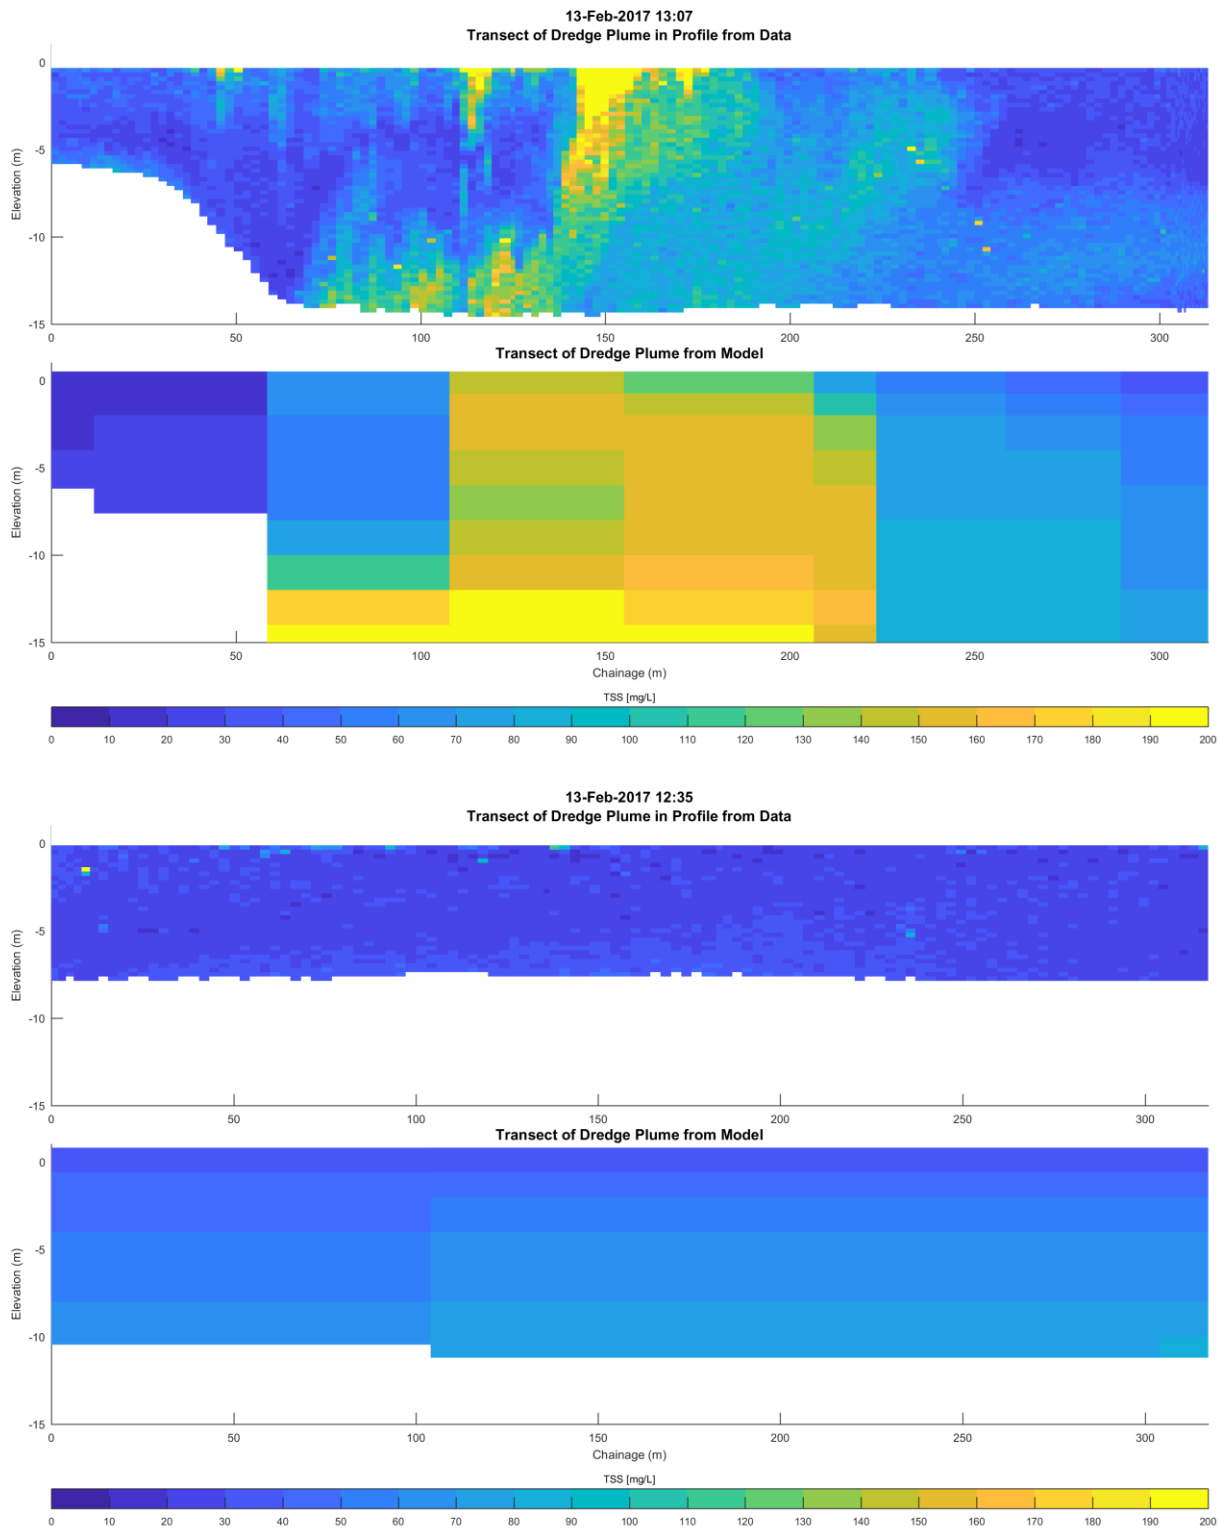 13-Feb-2017 13:07
Transect of Dredge Plume in Profile from Data
0
-5
-10
-15
Elevation (m)
0 50 100 150 200 250 300
Transect of Dredge Plume from Model
0
-5
-10
-15
Elevation (m)
0 50 100 150 200 250 300
Chainage (m)
TSS [mg/L]
0 10 20 30 40 50 60 70 80 90 100 110 120 130 140 150 160 170 180 190 200
13-Feb-2017 12:35
Transect of Dredge Plume in Profile from Data
0
-5
-10
-15
Elevation (m)
0 50 100 150 200 250 300
Transect of Dredge Plume from Model
0
-5
-10
-15
Elevation (m)
0 50 100 150 200 250 300
Chainage (m)
TSS [mg/L]
0 10 20 30 40 50 60 70 80 90 100 110 120 130 140 150 160 170 180 190 200